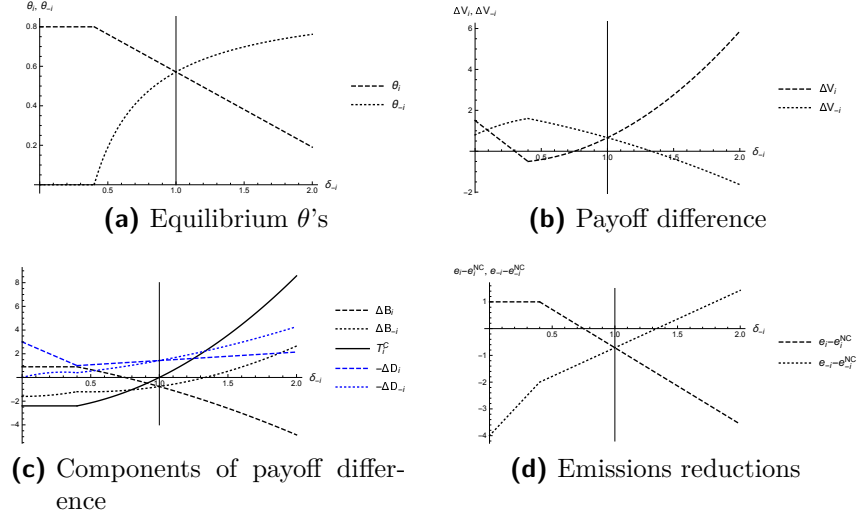 θi, θ-i
0.8
0.6
0.4
0.2
0.5
1.0
1.5
2.0
δ-i
θi
θ-i
(a) Equilibrium θ's
ΔVi, ΔV-i
6
4
2
-2
0.5
1.0
1.5
2.0
δ-i
ΔVi
ΔV-i
(b) Payoff difference
8
6
4
2
-2
-4
0.5
1.0
1.5
2.0
δ-i
ΔBi
ΔB-i
TiC
-ΔDi
-ΔD-i
(c) Components of payoff differ-
ence
ei-eiNC, e-i-e-iNC
1
-1
-2
-3
-4
0.5
1.0
1.5
2.0
δ-i
ei-eiNC
e-i-e-iNC
(d) Emissions reductions